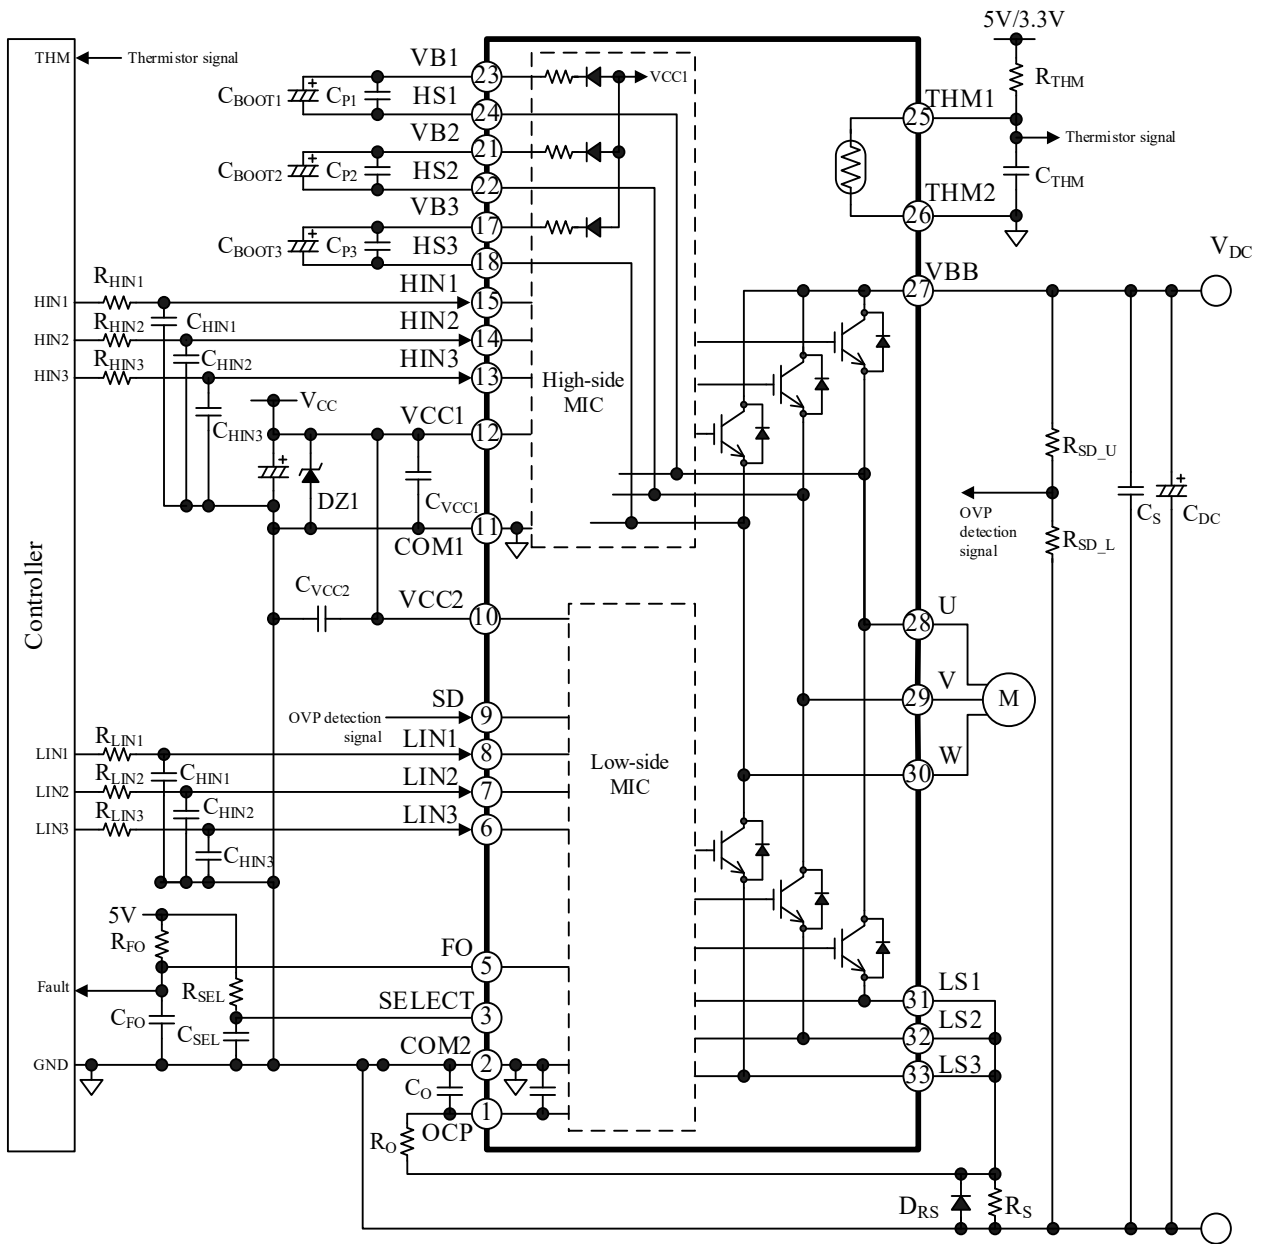 5V/3.3V
THM
Thermistor signal
VB1
23
C_BOOT1
C_P1
HS1
24
VCC1
R_THM
THM1
25
Thermistor signal
VB2
21
C_BOOT2
C_P2
HS2
22
C_THM
THM2
26
VB3
17
C_BOOT3
C_P3
HS3
18
V_DC
VBB
27
R_HIN1
HIN1
HIN1
15
C_HIN1
R_HIN2
HIN2
HIN2
14
C_HIN2
R_HIN3
HIN3
HIN3
13
C_HIN3
High-side
MIC
V_CC
VCC1
12
DZ1
C_VCC1
11
COM1
R_SD_U
OVP
detection
signal
R_SD_L
C_S
C_DC
Controller
C_VCC2
VCC2
10
U
28
V
29
M
W
30
SD
9
OVP detection
signal
R_LIN1
LIN1
LIN1
8
C_HIN1
R_LIN2
LIN2
LIN2
7
C_HIN2
R_LIN3
LIN3
LIN3
6
C_HIN3
Low-side
MIC
5V
R_FO
FO
5
Fault
R_SEL
SELECT
3
C_FO
C_SEL
COM2
2
GND
C_O
1
OCP
R_O
LS1
31
LS2
32
LS3
33
D_RS
R_S